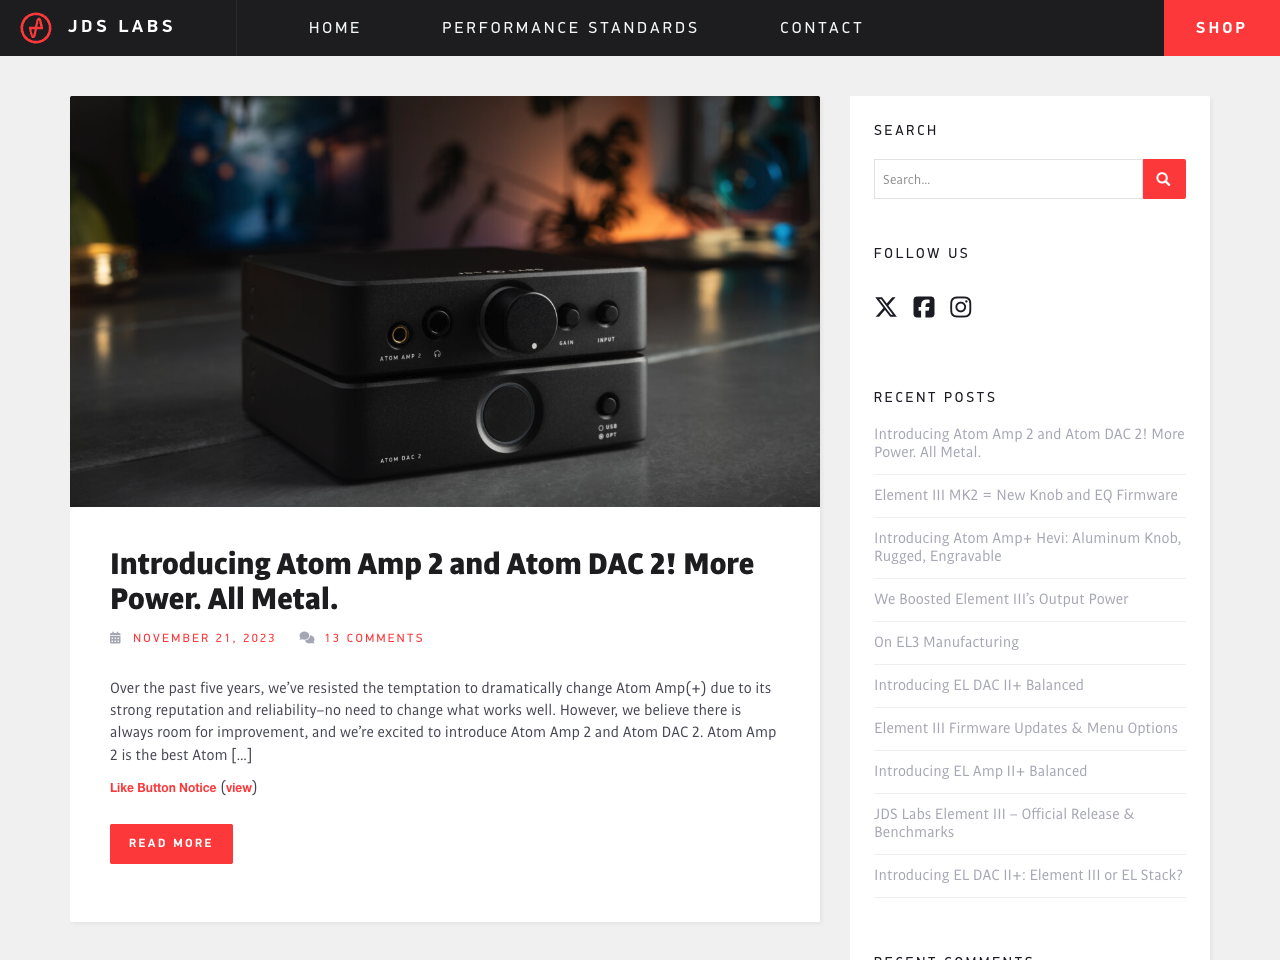 JDS LABS
HOME
PERFORMANCE STANDARDS
CONTACT
SHOP
JDS LABS
ATOM AMP 2
GAIN
INPUT
ATOM DAC 2
USB
OPT
Introducing Atom Amp 2 and Atom DAC 2! More
Power. All Metal.
NOVEMBER 21, 2023
13 COMMENTS
Over the past five years, we’ve resisted the temptation to dramatically change Atom Amp(+) due to its
strong reputation and reliability–no need to change what works well. However, we believe there is
always room for improvement, and we’re excited to introduce Atom Amp 2 and Atom DAC 2. Atom Amp
2 is the best Atom [...]
Like Button Notice (view)
READ MORE
SEARCH
Search...
FOLLOW US
RECENT POSTS
Introducing Atom Amp 2 and Atom DAC 2! More
Power. All Metal.
Element III MK2 = New Knob and EQ Firmware
Introducing Atom Amp+ Hevi: Aluminum Knob,
Rugged, Engravable
We Boosted Element III’s Output Power
On EL3 Manufacturing
Introducing EL DAC II+ Balanced
Element III Firmware Updates & Menu Options
Introducing EL Amp II+ Balanced
JDS Labs Element III – Official Release &
Benchmarks
Introducing EL DAC II+: Element III or EL Stack?
RECENT COMMENTS